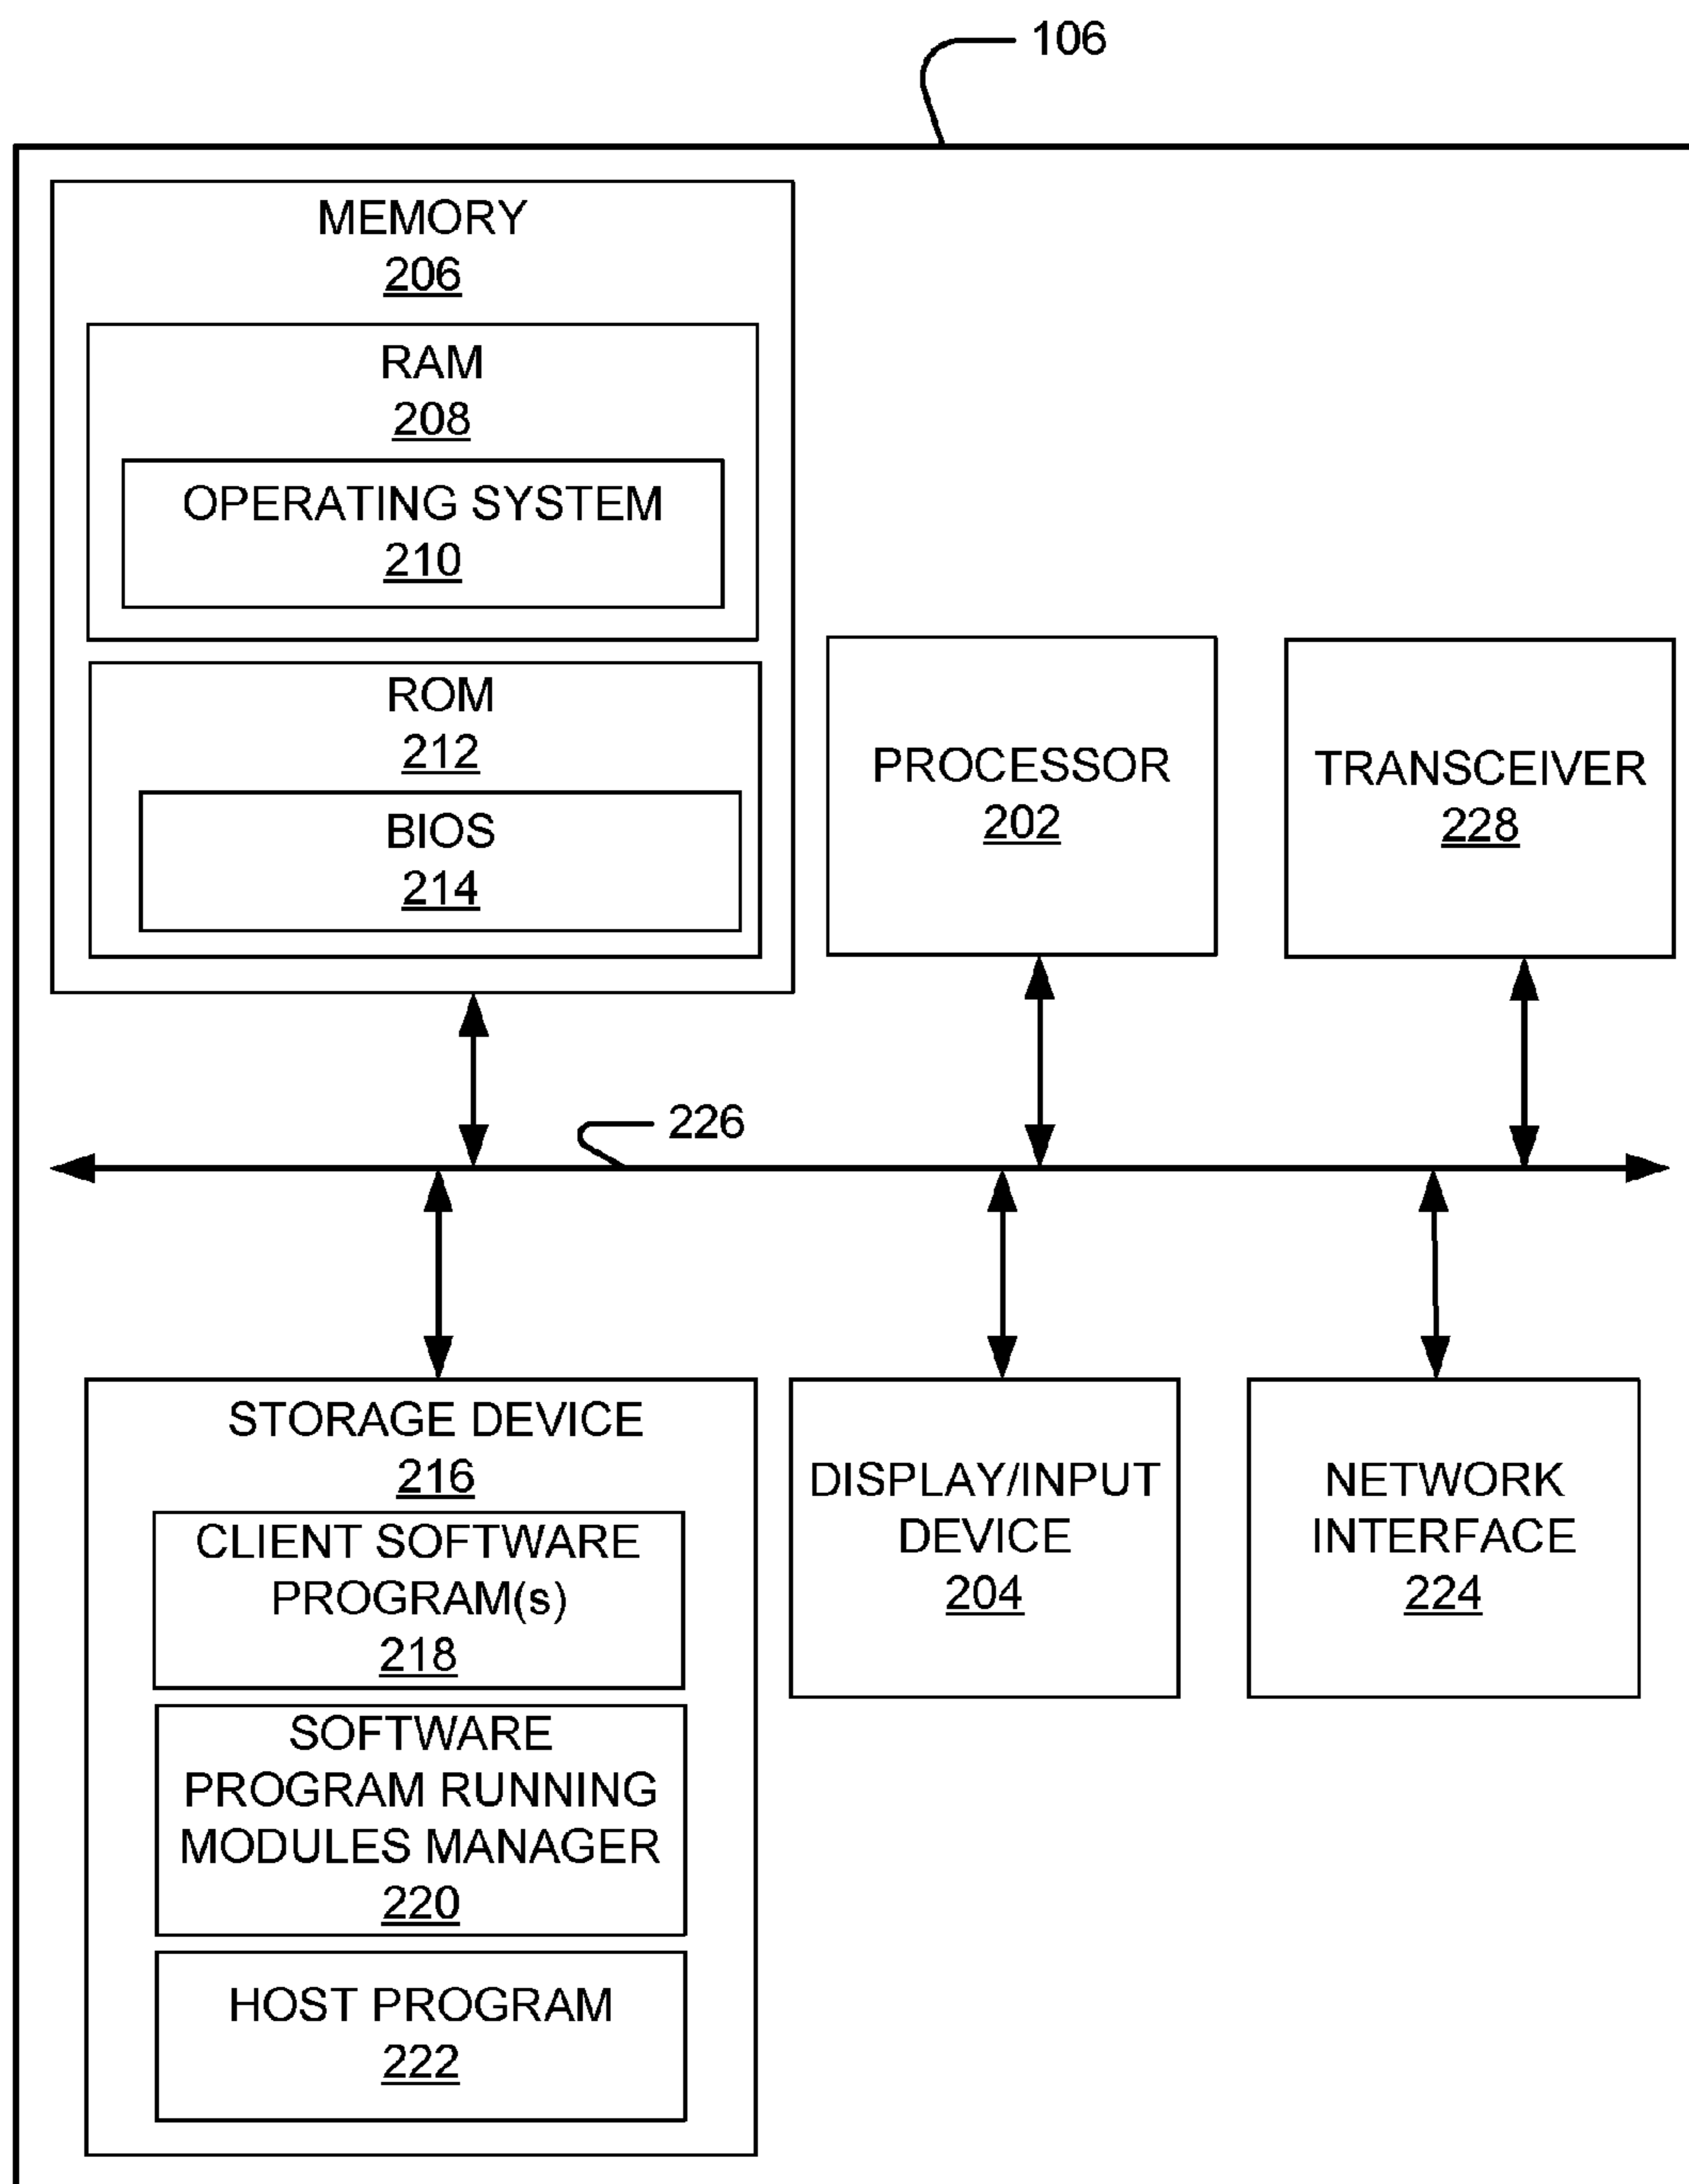 106
MEMORY
206
RAM
208
OPERATING SYSTEM
210
ROM
212
BIOS
214
PROCESSOR
202
TRANSCEIVER
228
226
STORAGE DEVICE
216
CLIENT SOFTWARE
PROGRAM(s)
218
SOFTWARE
PROGRAM RUNNING
MODULES MANAGER
220
HOST PROGRAM
222
DISPLAY/INPUT
DEVICE
204
NETWORK
INTERFACE
224